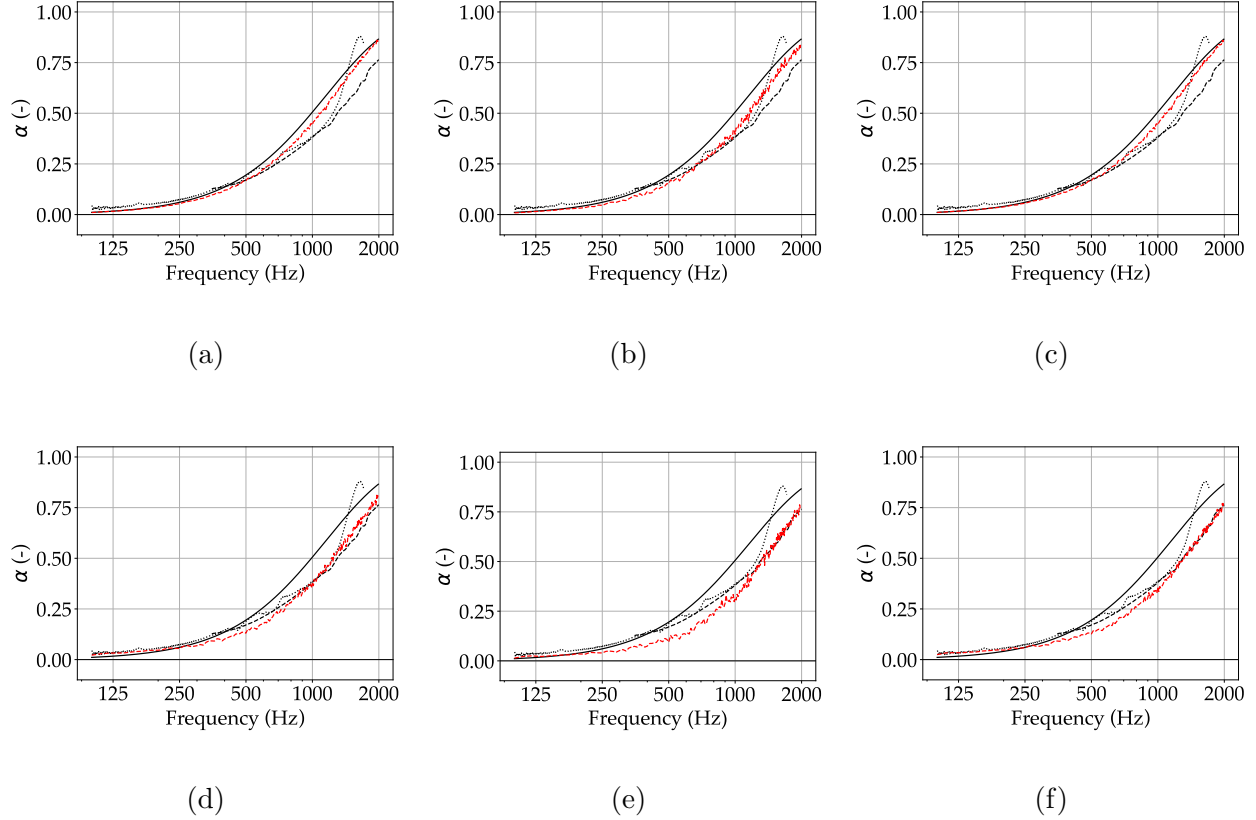 1.00 1.00 1.00
0.75 0.75 0.75
α (-) α (-) α (-)
0.50 0.50 0.50
0.25 0.25 0.25
0.00 0.00 0.00
125 250 500 1000 2000 125 250 500 1000 2000 125 250 500 1000 2000
Frequency (Hz) Frequency (Hz) Frequency (Hz)
(a) (b) (c)
1.00 1.00 1.00
0.75 0.75 0.75
α (-) α (-) α (-)
0.50 0.50 0.50
0.25 0.25 0.25
0.00 0.00 0.00
125 250 500 1000 2000 125 250 500 1000 2000 125 250 500 1000 2000
Frequency (Hz) Frequency (Hz) Frequency (Hz)
(d) (e) (f)